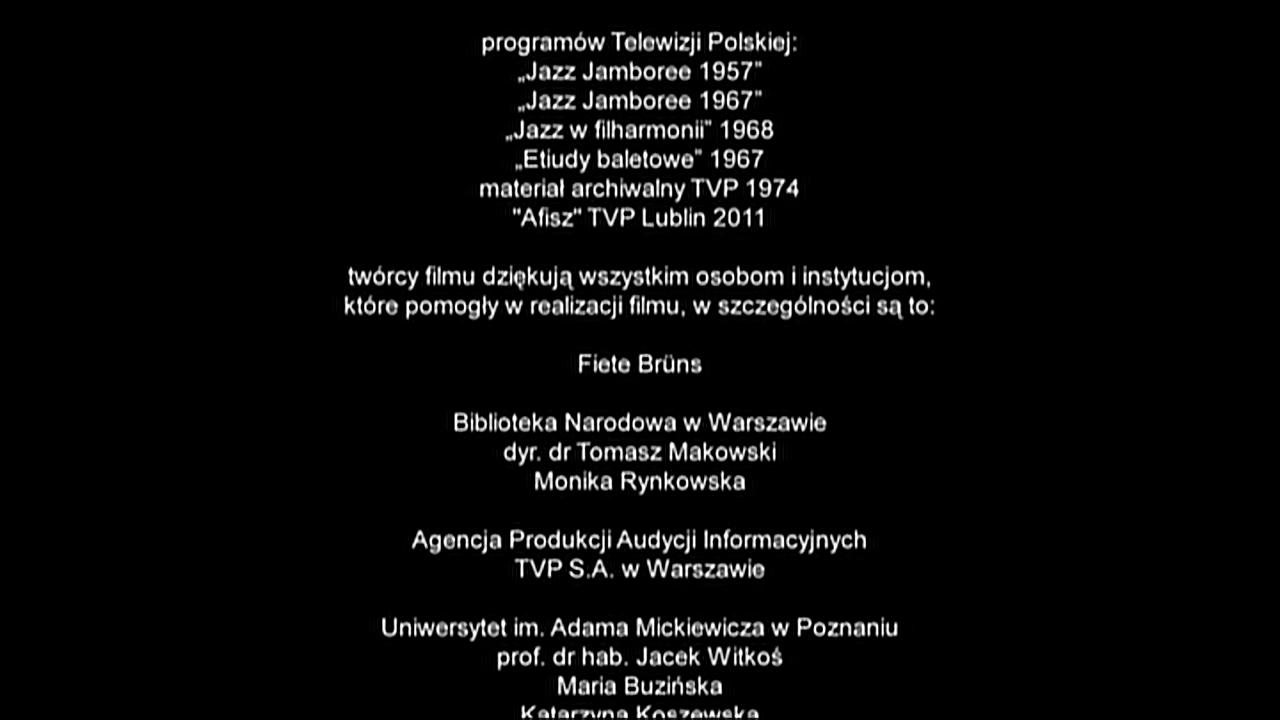 programów Telewizji Polskiej:
„Jazz Jamboree 1957”
„Jazz Jamboree 1967”
„Jazz w filharmonii” 1968
„Etiudy baletowe” 1967
materiał archiwalny TVP 1974
"Afisz" TVP Lublin 2011
twórcy filmu dziękują wszystkim osobom i instytucjom,
które pomogły w realizacji filmu, w szczególności są to:
Fiete Brüns
Biblioteka Narodowa w Warszawie
dyr. dr Tomasz Makowski
Monika Rynkowska
Agencja Produkcji Audycji Informacyjnych
TVP S.A. w Warszawie
Uniwersytet im. Adama Mickiewicza w Poznaniu
prof. dr hab. Jacek Witkoś
Maria Buzińska
Katarzyna Koszewska